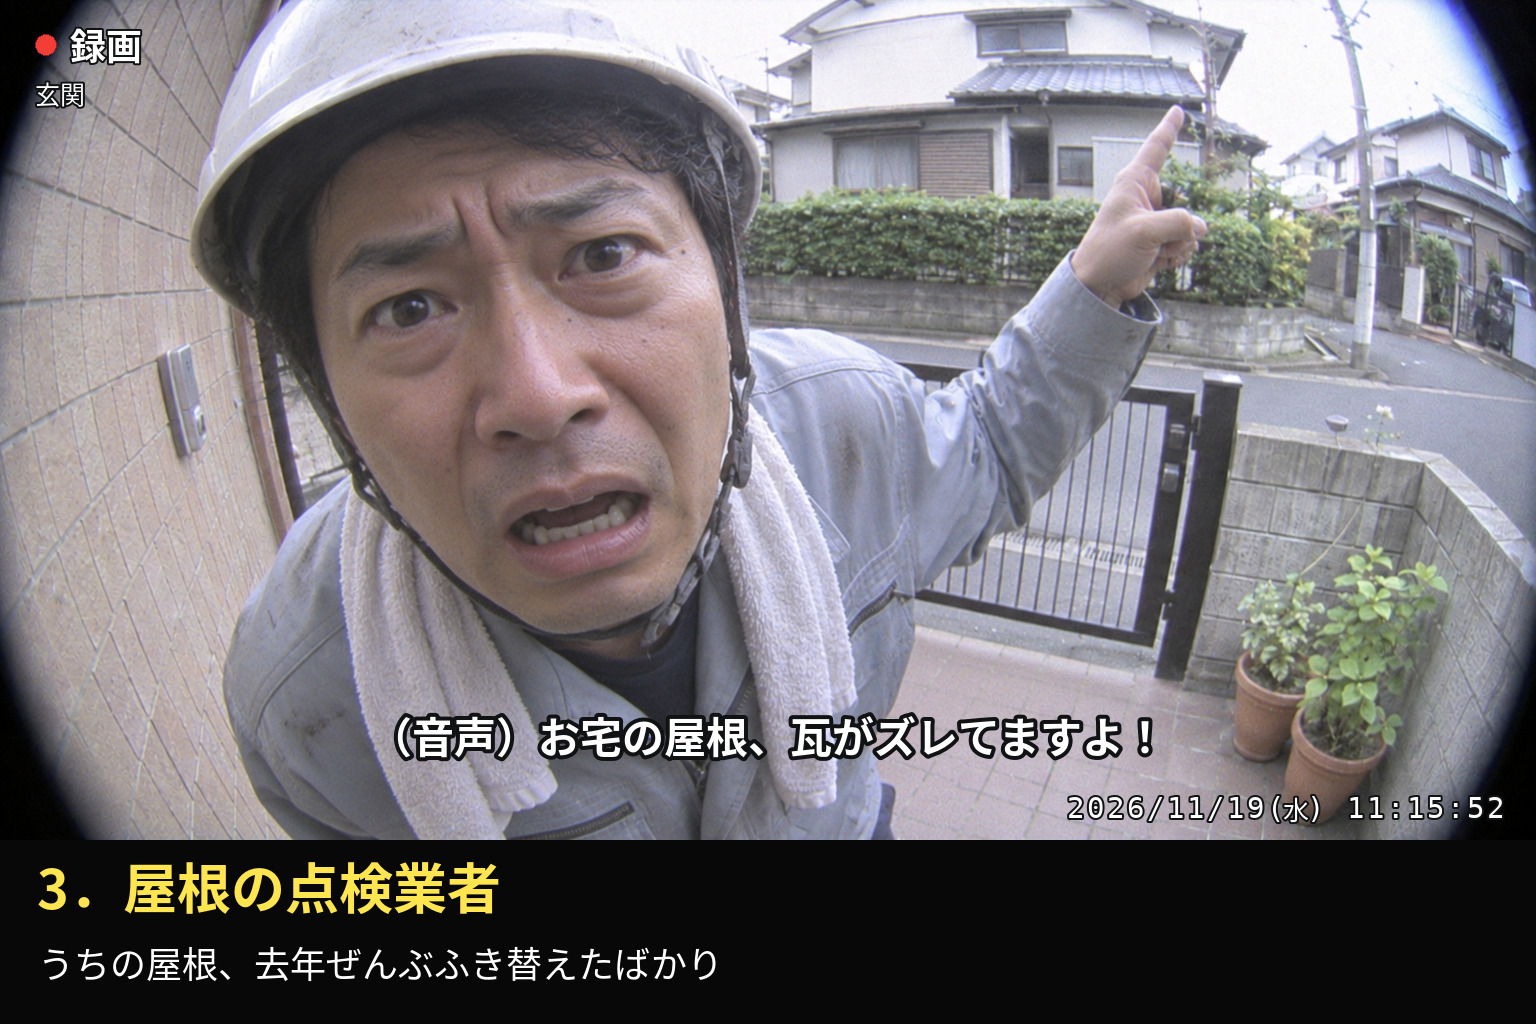 録画
玄関
（音声）お宅の屋根、瓦がズレてますよ！
2026/11/19(水) 11:15:52
3. 屋根の点検業者
うちの屋根、去年ぜんぶふき替えたばかり